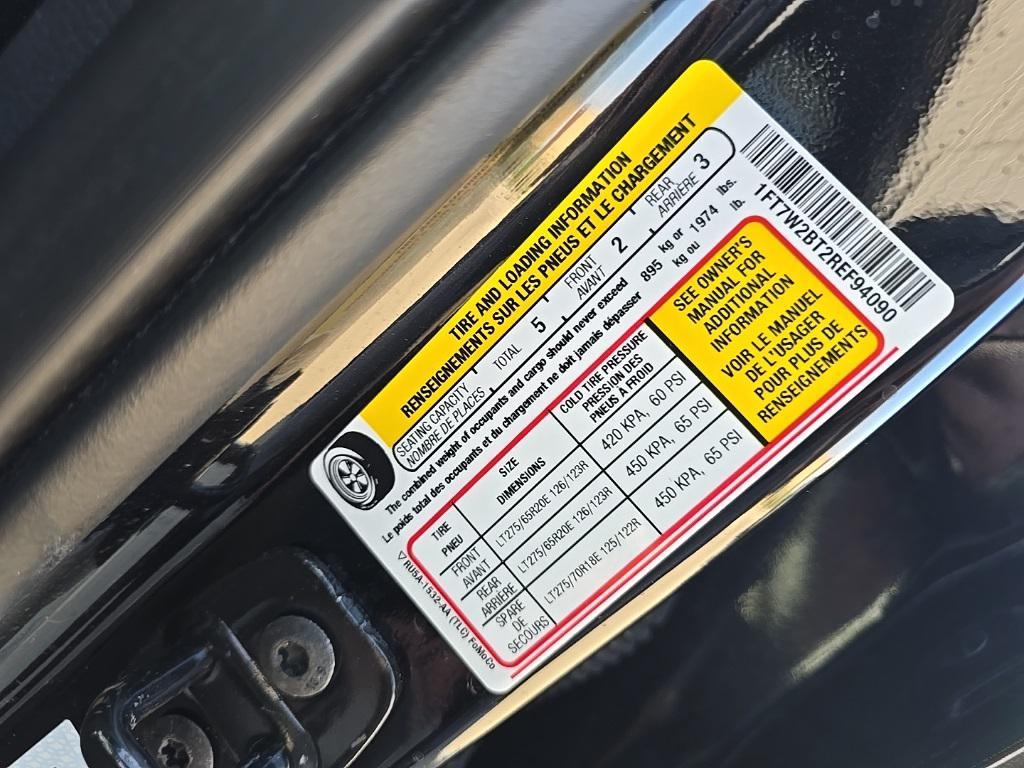 TIRE AND LOADING INFORMATION
RENSEIGNEMENTS SUR LES PNEUS ET LE CHARGEMENT
SEATING CAPACITY TOTAL 5 FRONT 2 REAR 3
NOMBRE DE PLACES AVANT ARRIÈRE
The combined weight of occupants and cargo should never exceed 895 kg or 1974 lbs.
Le poids total des occupants et du chargement ne doit jamais dépasser kg ou lb.
TIRE SIZE COLD TIRE PRESSURE
PNEU DIMENSIONS PRESSION DES
PNEUS A FROID
FRONT LT275/65R20E 126/123R 420 KPA, 60 PSI
AVANT
REAR LT275/65R20E 126/123R 450 KPA, 65 PSI
ARRIÈRE
SPARE LT275/70R18E 125/122R 450 KPA, 65 PSI
DE
SECOURS
SEE OWNER'S
MANUAL FOR
ADDITIONAL
INFORMATION
VOIR LE MANUEL
DE L'USAGER
POUR PLUS DE
RENSEIGNEMENTS
1FT7W2BT2REF94090
RU5A-1532-AA (TLC) FoMoCo